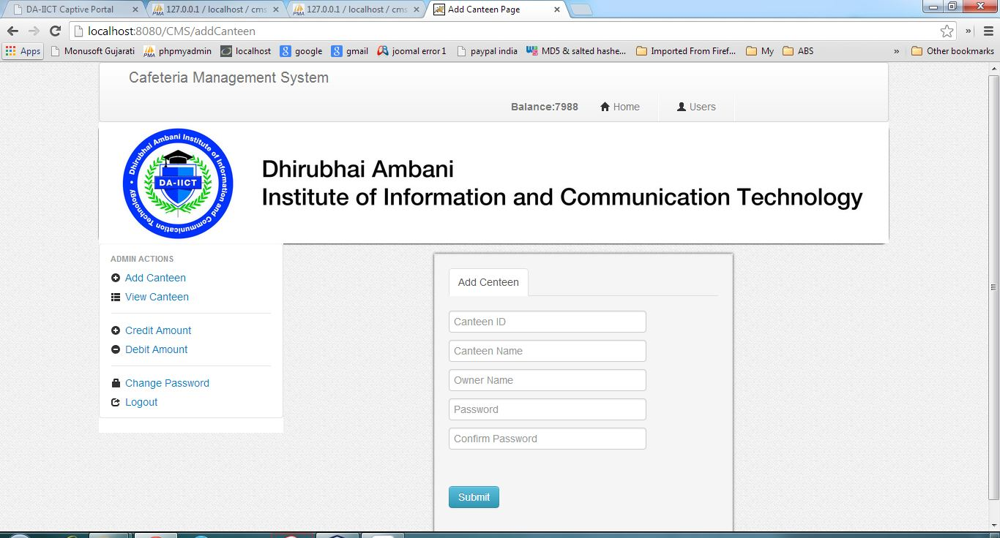 DA-IICT Captive Portal
127.0.0.1 / localhost / cms
127.0.0.1 / localhost / cms
Add Canteen Page
localhost:8080/CMS/addCanteen
Apps
Monusoft Gujarati
phpmyadmin
localhost
google
gmail
joomal error1
paypal india
MD5 & salted hashe...
Imported From Firef...
My
ABS
»
Other bookmarks
Cafeteria Management System
Balance:7988
Home
Users
Dhirubhai Ambani Institute of Information and Communication Technology
DA-IICT
Dhirubhai Ambani
Institute of Information and Communication Technology
ADMIN ACTIONS
Add Canteen
View Canteen
Credit Amount
Debit Amount
Change Password
Logout
Add Centeen
Canteen ID
Canteen Name
Owner Name
Password
Confirm Password
Submit